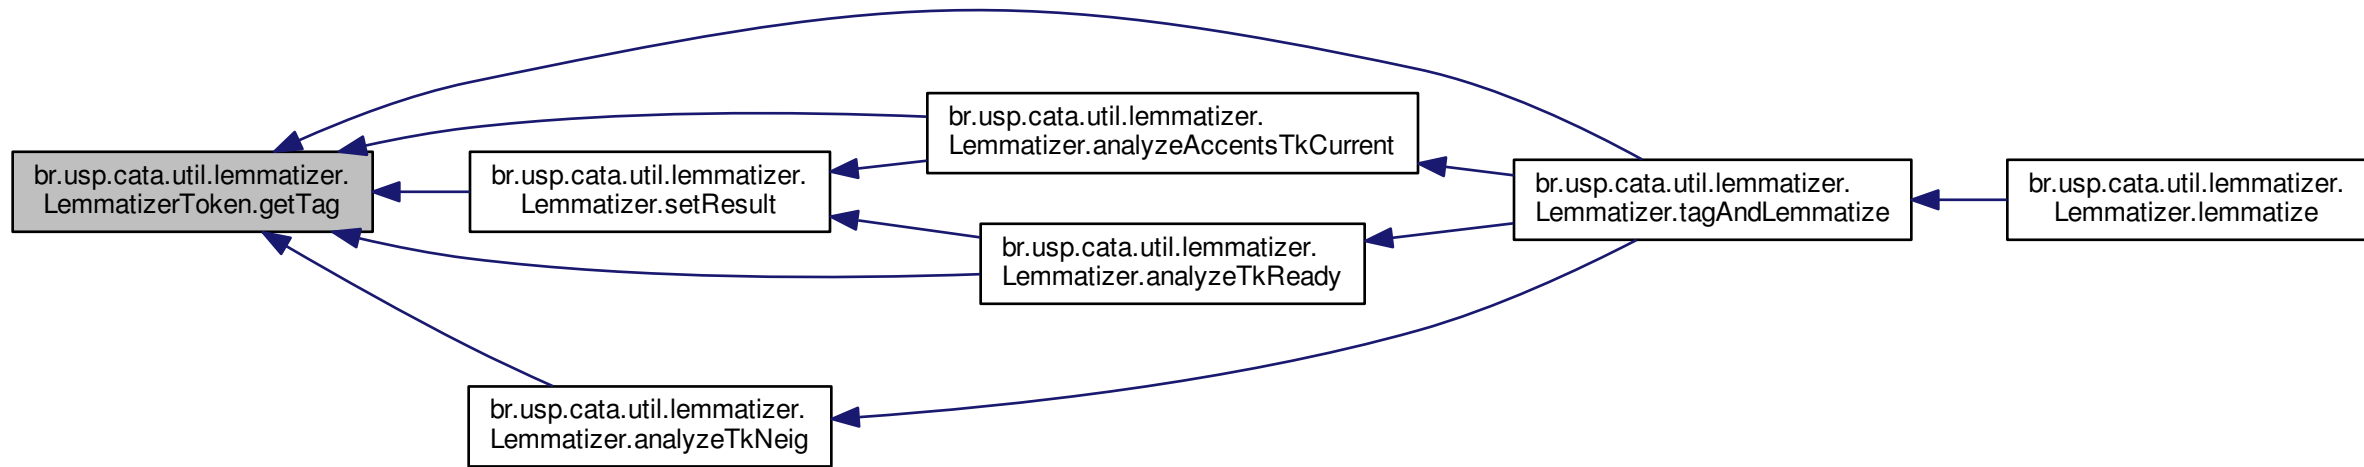 br.usp.cata.util.lemmatizer.
LemmatizerToken.getTag
br.usp.cata.util.lemmatizer.
Lemmatizer.setResult
br.usp.cata.util.lemmatizer.
Lemmatizer.analyzeAccentsTkCurrent
br.usp.cata.util.lemmatizer.
Lemmatizer.analyzeTkReady
br.usp.cata.util.lemmatizer.
Lemmatizer.analyzeTkNeig
br.usp.cata.util.lemmatizer.
Lemmatizer.tagAndLemmatize
br.usp.cata.util.lemmatizer.
Lemmatizer.lemmatize